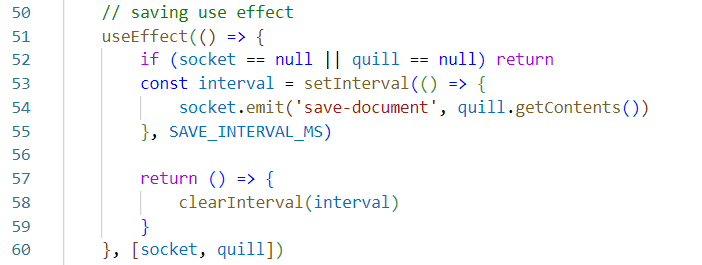 50 // saving use effect
51 useEffect(() => {
52 if (socket == null || quill == null) return
53 const interval = setInterval(() => {
54 socket.emit('save-document', quill.getContents())
55 }, SAVE_INTERVAL_MS)
56
57 return () => {
58 clearInterval(interval)
59 }
60 }, [socket, quill])